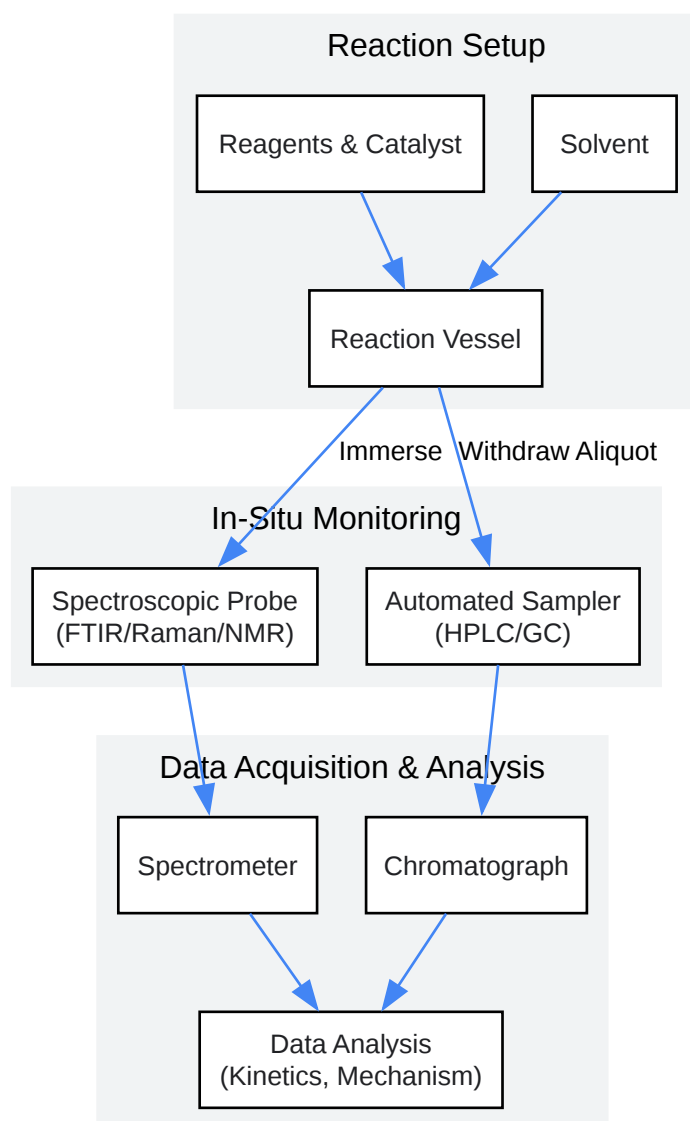 Reaction Setup
Reagents & Catalyst
Solvent
Reaction Vessel
Immerse
Withdraw Aliquot
In-Situ Monitoring
Spectroscopic Probe
(FTIR/Raman/NMR)
Automated Sampler
(HPLC/GC)
Data Acquisition & Analysis
Spectrometer
Chromatograph
Data Analysis
(Kinetics, Mechanism)